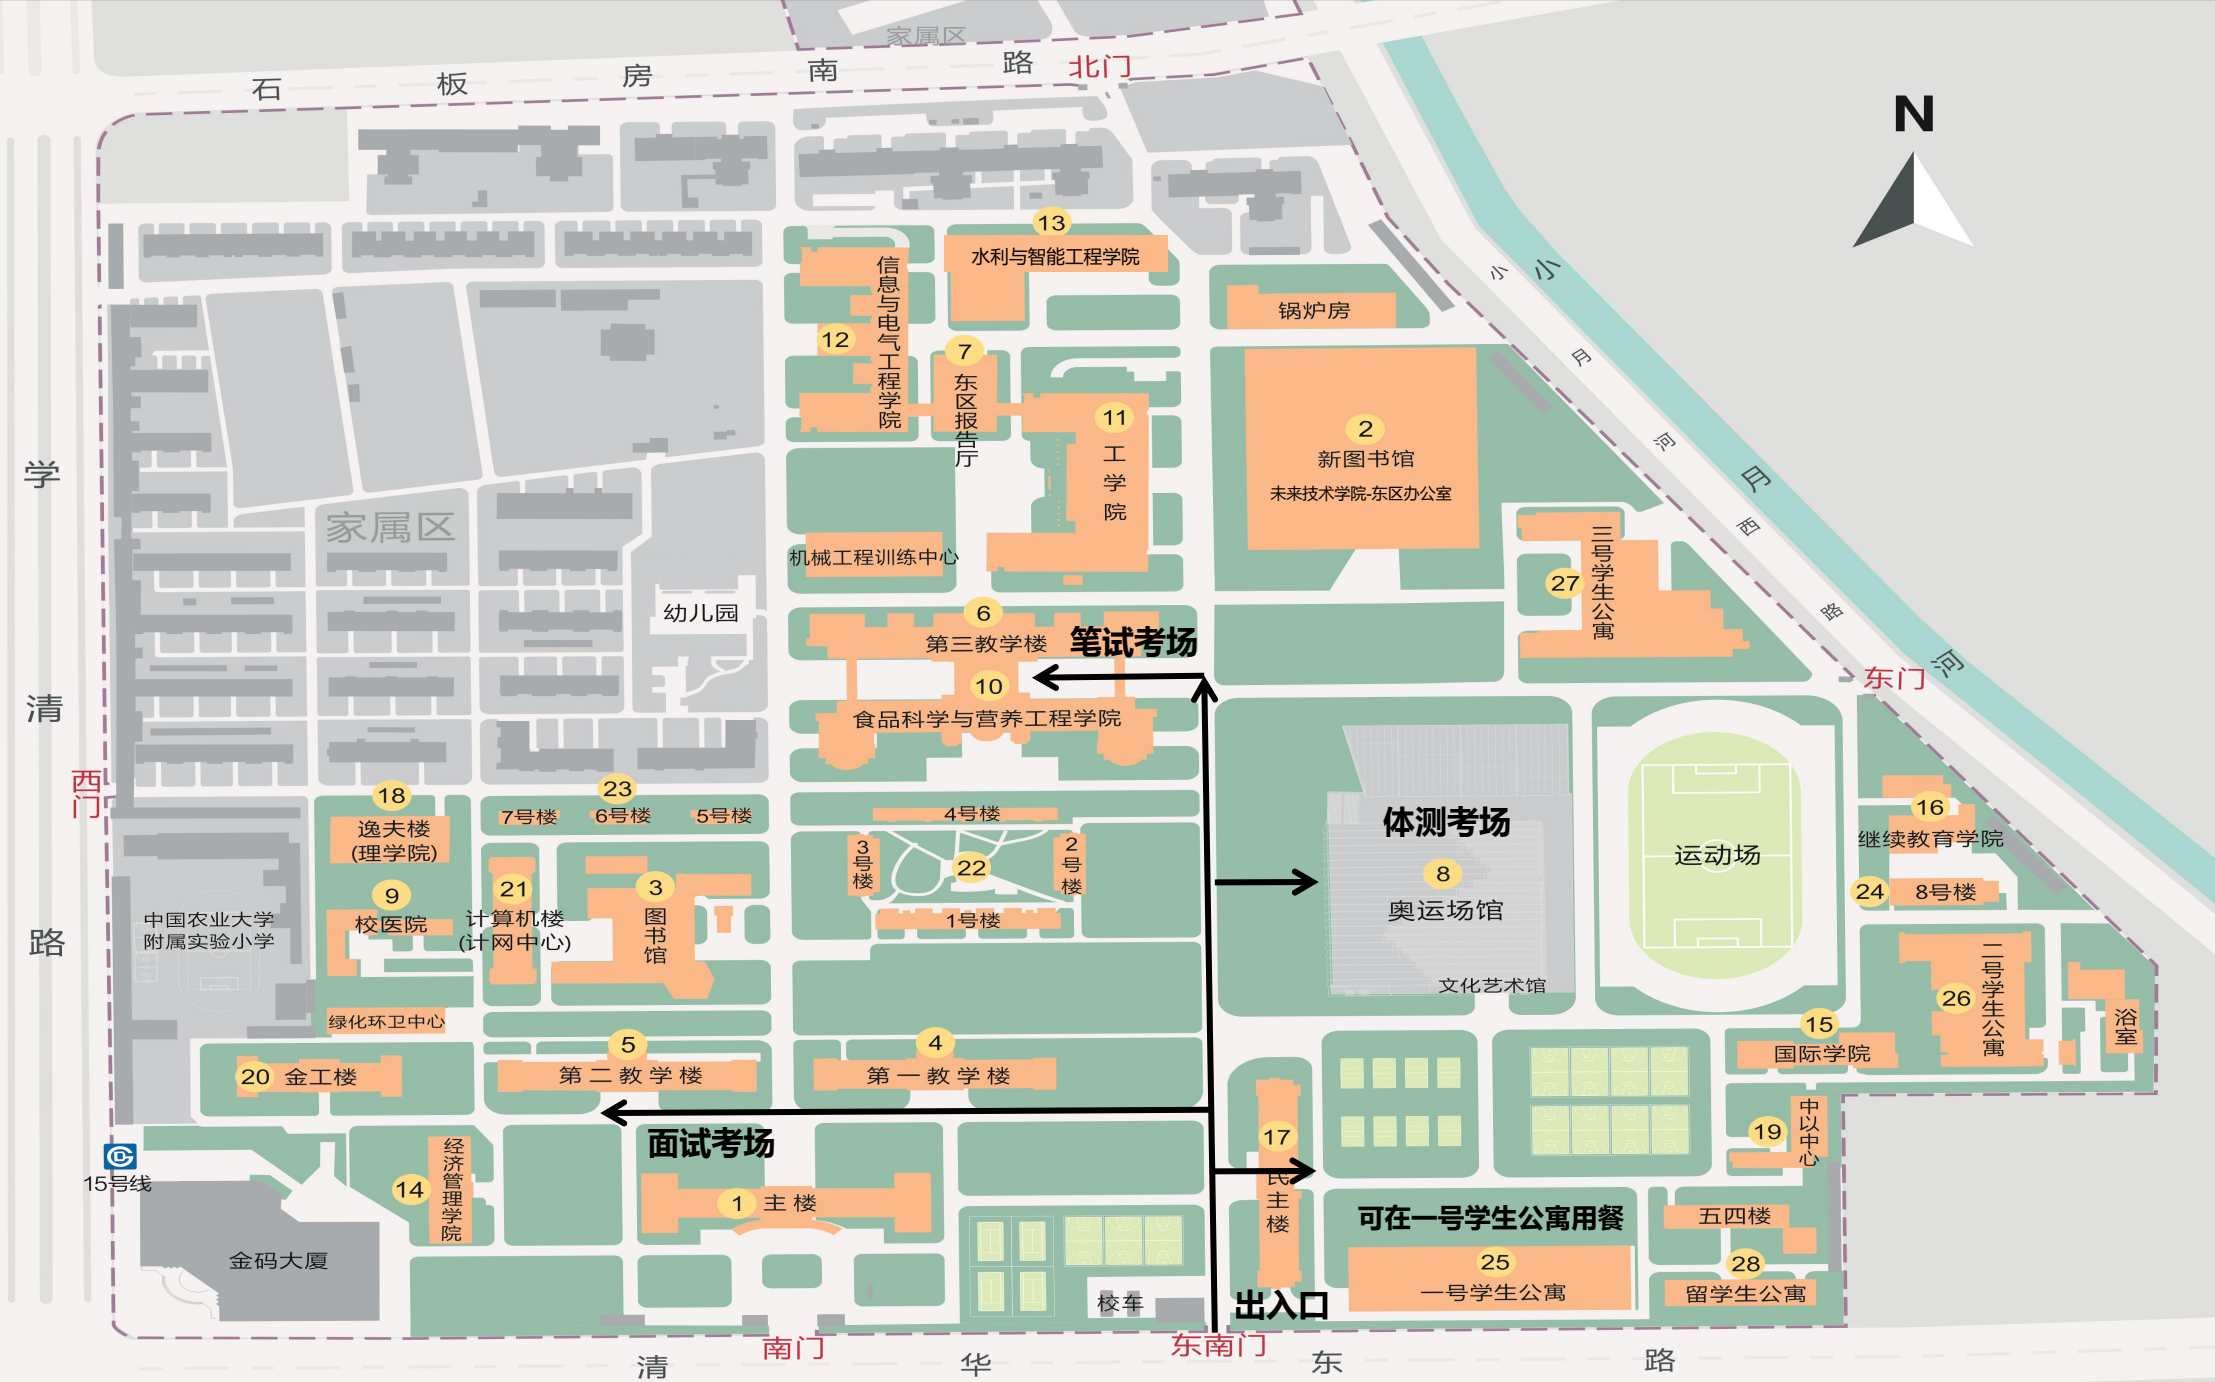 家属区
石板房南路
北门
N
13
水利与智能工程学院
信息与电气工程学院
12
7
东区报告厅
锅炉房
11
工学院
2
新图书馆
未来技术学院-东区办公室
小月河
小月河西路
学清路
家属区
机械工程训练中心
三号学生公寓
27
幼儿园
6
第三教学楼
笔试考场
10
食品科学与营养工程学院
东门
西门
18
逸夫楼
(理学院)
23
7号楼
6号楼
5号楼
4号楼
3号楼
2号楼
22
1号楼
体测考场
8
奥运场馆
文化艺术馆
运动场
16
继续教育学院
24
8号楼
9
校医院
21
计算机楼
(计网中心)
3
图书馆
中国农业大学
附属实验小学
绿化环卫中心
二号学生公寓
26
浴室
15
国际学院
20
金工楼
5
第二教学楼
4
第一教学楼
面试考场
17
民主楼
19
中以中心
15号线
14
经济管理学院
1
主楼
可在一号学生公寓用餐
五四楼
25
一号学生公寓
28
留学生公寓
金码大厦
校车
出入口
南门
东南门
清华东路